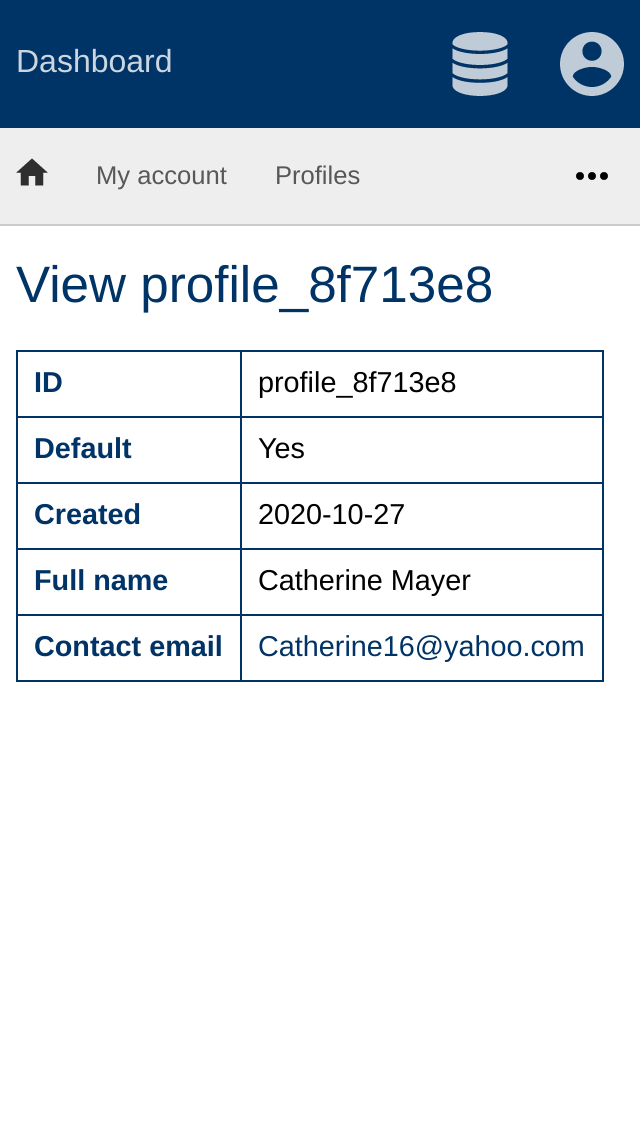 Dashboard
My account Profiles
View profile_8f713e8
ID profile_8f713e8
Default Yes
Created 2020-10-27
Full name Catherine Mayer
Contact email Catherine16@yahoo.com